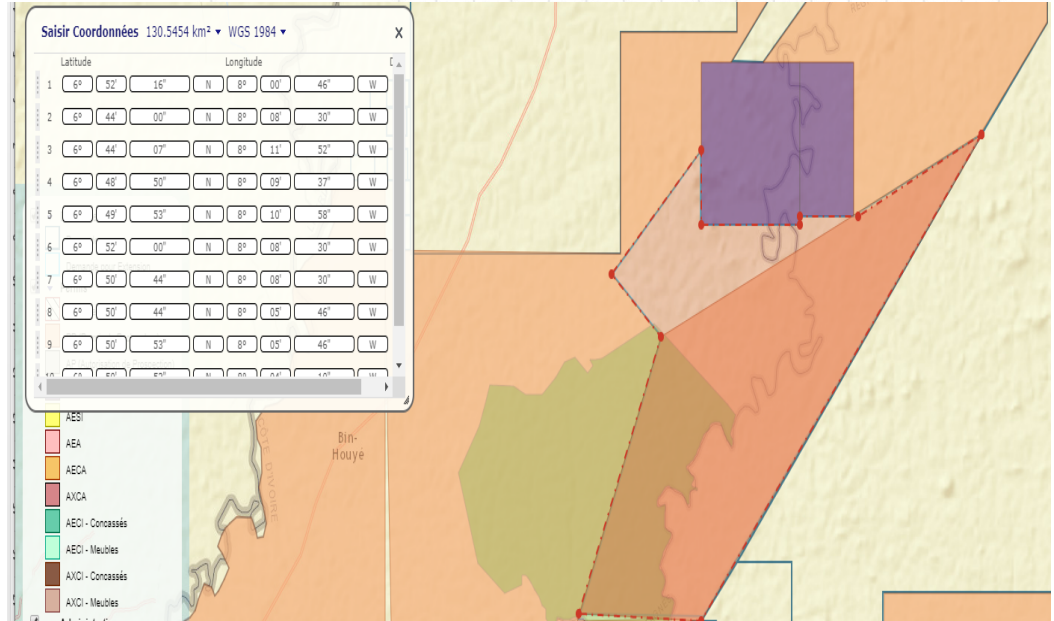 Saisir Coordonnées 130.5454 km² ▾ WGS 1984 ▾ X
Latitude Longitude
1 6° 52' 16" N 8° 00' 46" W
2 6° 44' 00" N 8° 08' 30" W
3 6° 44' 07" N 8° 11' 52" W
4 6° 48' 50" N 8° 09' 37" W
5 6° 49' 53" N 8° 10' 58" W
6 6° 52' 00" N 8° 08' 30" W
7 6° 50' 44" N 8° 08' 30" W
8 6° 50' 44" N 8° 05' 46" W
9 6° 50' 53" N 8° 05' 46" W
AESI
AEA
AECA
AXCA
AECI - Concassés
AECI - Meubles
AXCI - Concassés
AXCI - Meubles
CÔTE D'IVOIRE
Bin-
Houye